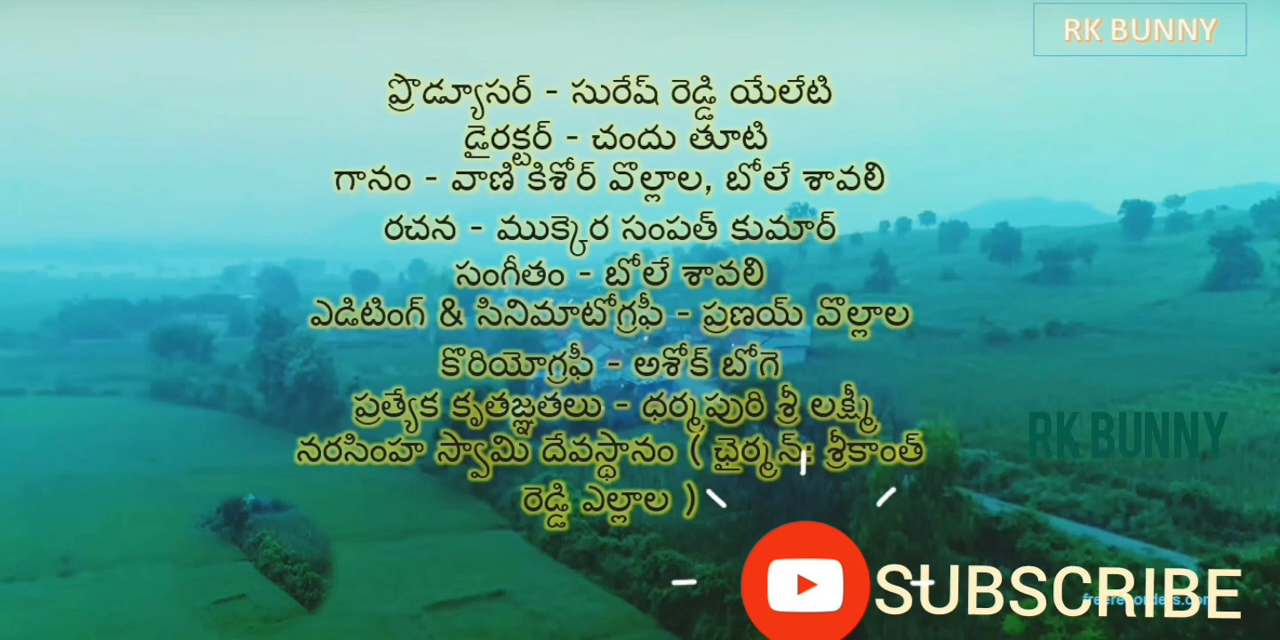 RK BUNNY
ప్రొడ్యూసర్ - సురేష్ రెడ్డి యేలేటి
డైరక్టర్ - చందు తూటి
గానం - వాణి కిశోర్ వొల్లాల, బోలే శావలి
రచన - ముక్కెర సంపత్ కుమార్
సంగీతం - బోలే శావలి
ఎడిటింగ్ & సినిమాటోగ్రఫీ - ప్రణయ్ వొల్లాల
కొరియోగ్రఫీ - అశోక్ బోగె
ప్రత్యేక కృతజ్ఞతలు - ధర్మపురి శ్రీ లక్ష్మీ
నరసింహ స్వామి దేవస్థానం ( ఛైర్మన్: శ్రీకాంత్
రెడ్డి ఎల్లాల )
RK BUNNY
SUBSCRIBE